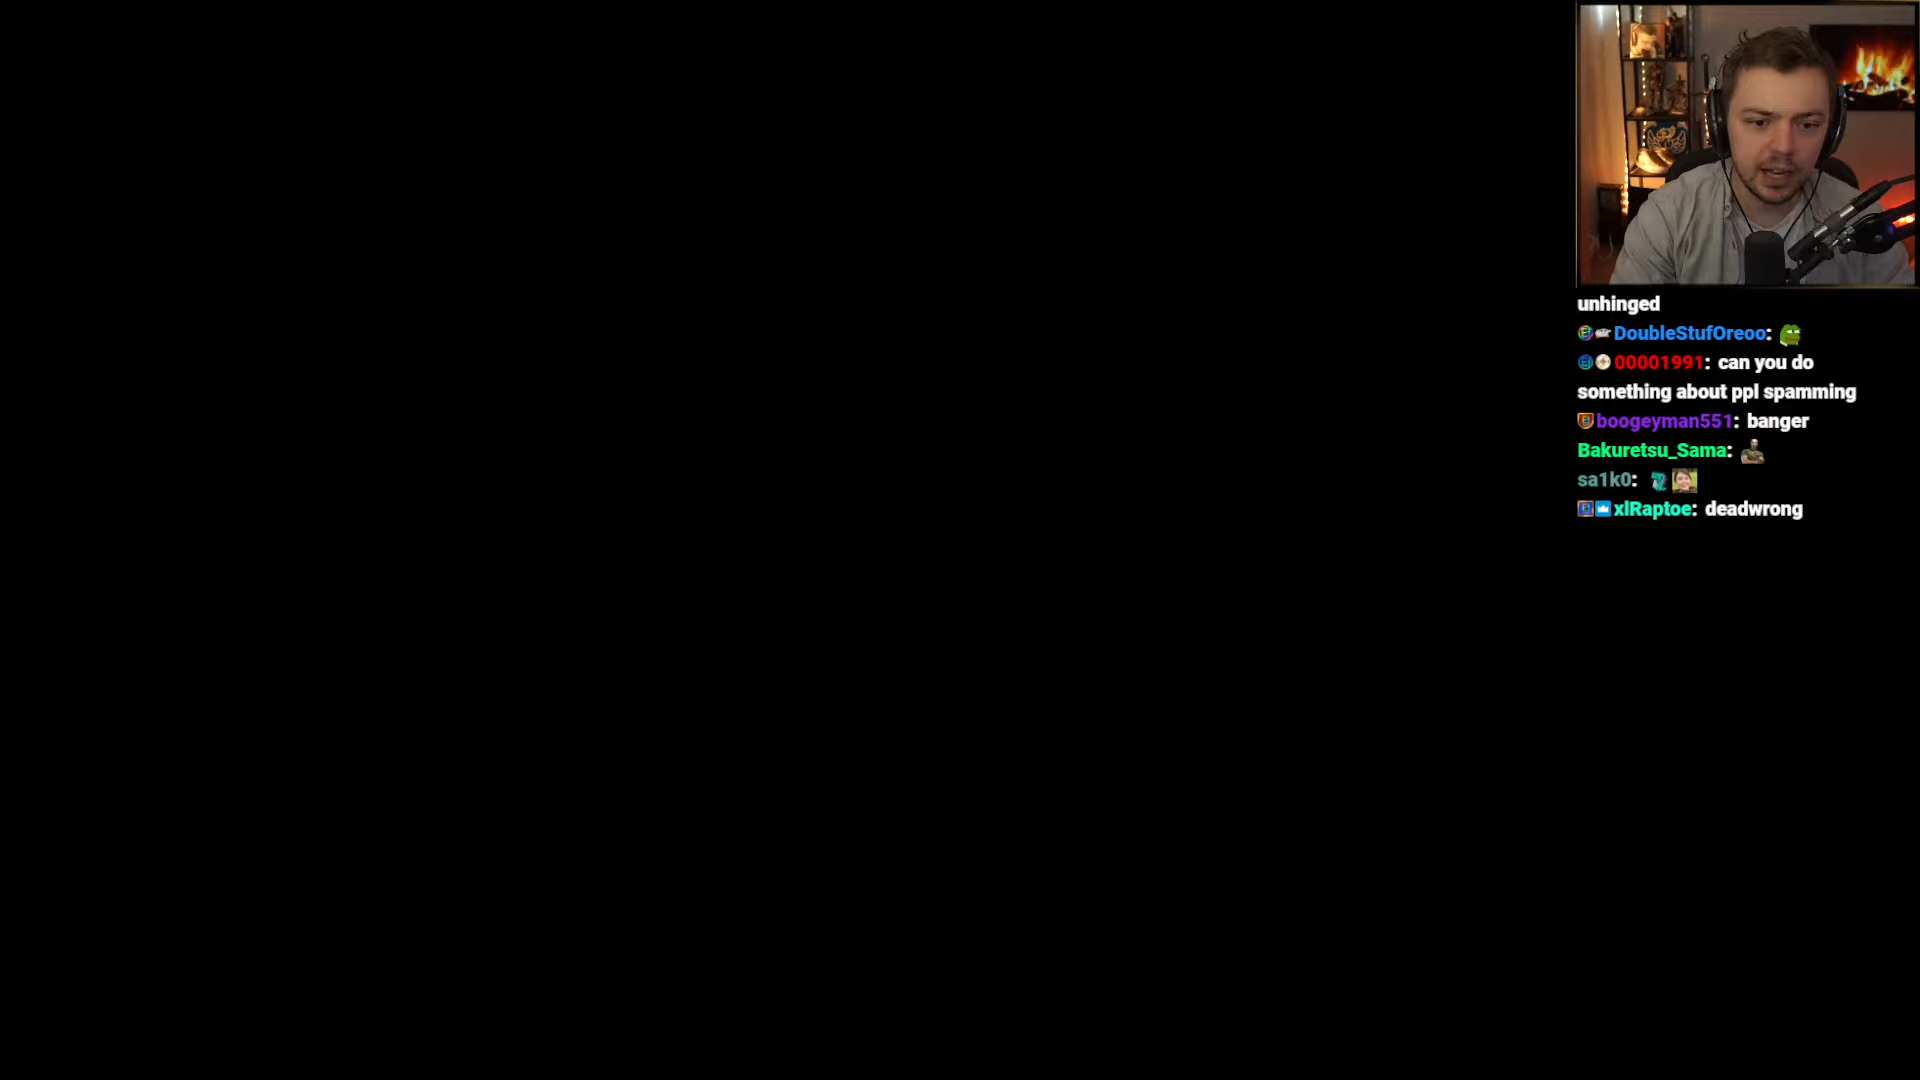 unhinged
DoubleStufOreoo:
00001991: can you do
something about ppl spamming
boogeyman551: banger
Bakuretsu_Sama:
sa1k0:
xlRaptoe: deadwrong